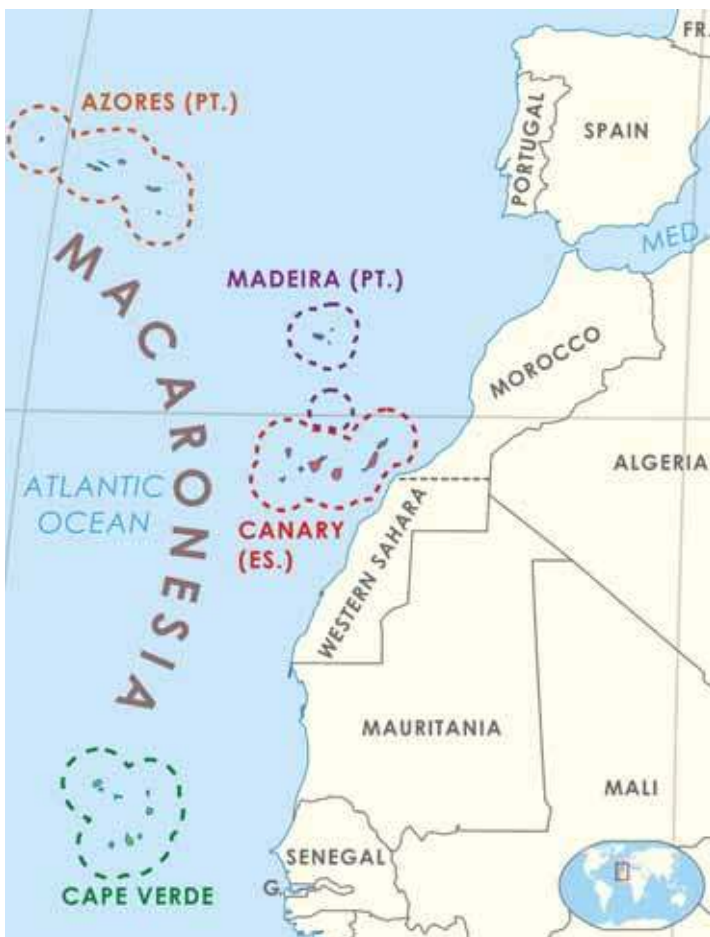 FR.
AZORES (PT.)
PORTUGAL
SPAIN
MED.
MACARONESIA
MADEIRA (PT.)
MOROCCO
ALGERIA
ATLANTIC
OCEAN
CANARY
(ES.)
WESTERN SAHARA
MAURITANIA
MALI
SENEGAL
G.
CAPE VERDE